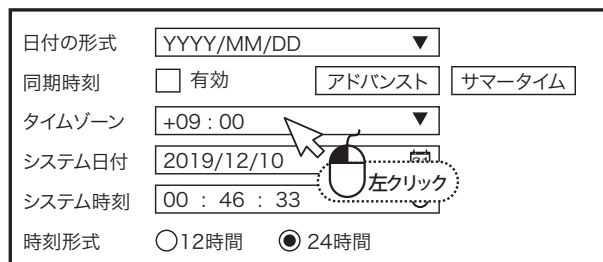 日付の形式 YYYY/MM/DD ▼
同期時刻 有効 アドバンスト サマータイム
タイムゾーン +09 : 00 ▼
システム日付 2019/12/10
左クリック
システム時刻 00 : 46 : 33
時刻形式 12時間 24時間